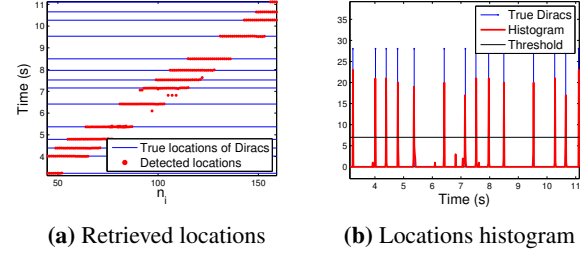 11
10
9
8
7
6
5
4
Time (s)
50
100
150
n_i
True locations of Diracs
Detected locations
(a) Retrieved locations
35
30
25
20
15
10
5
0
4
5
6
7
8
9
10
11
Time (s)
True Diracs
Histogram
Threshold
(b) Locations histogram